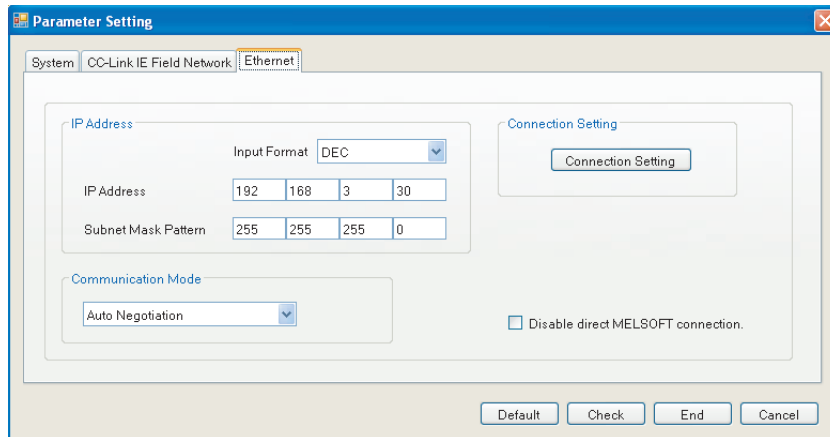 Parameter Setting
System CC-Link IE Field Network Ethernet
IP Address
Input Format DEC
IP Address 192 168 3 30
Subnet Mask Pattern 255 255 255 0
Connection Setting
Connection Setting
Communication Mode
Auto Negotiation
Disable direct MELSOFT connection.
Default Check End Cancel